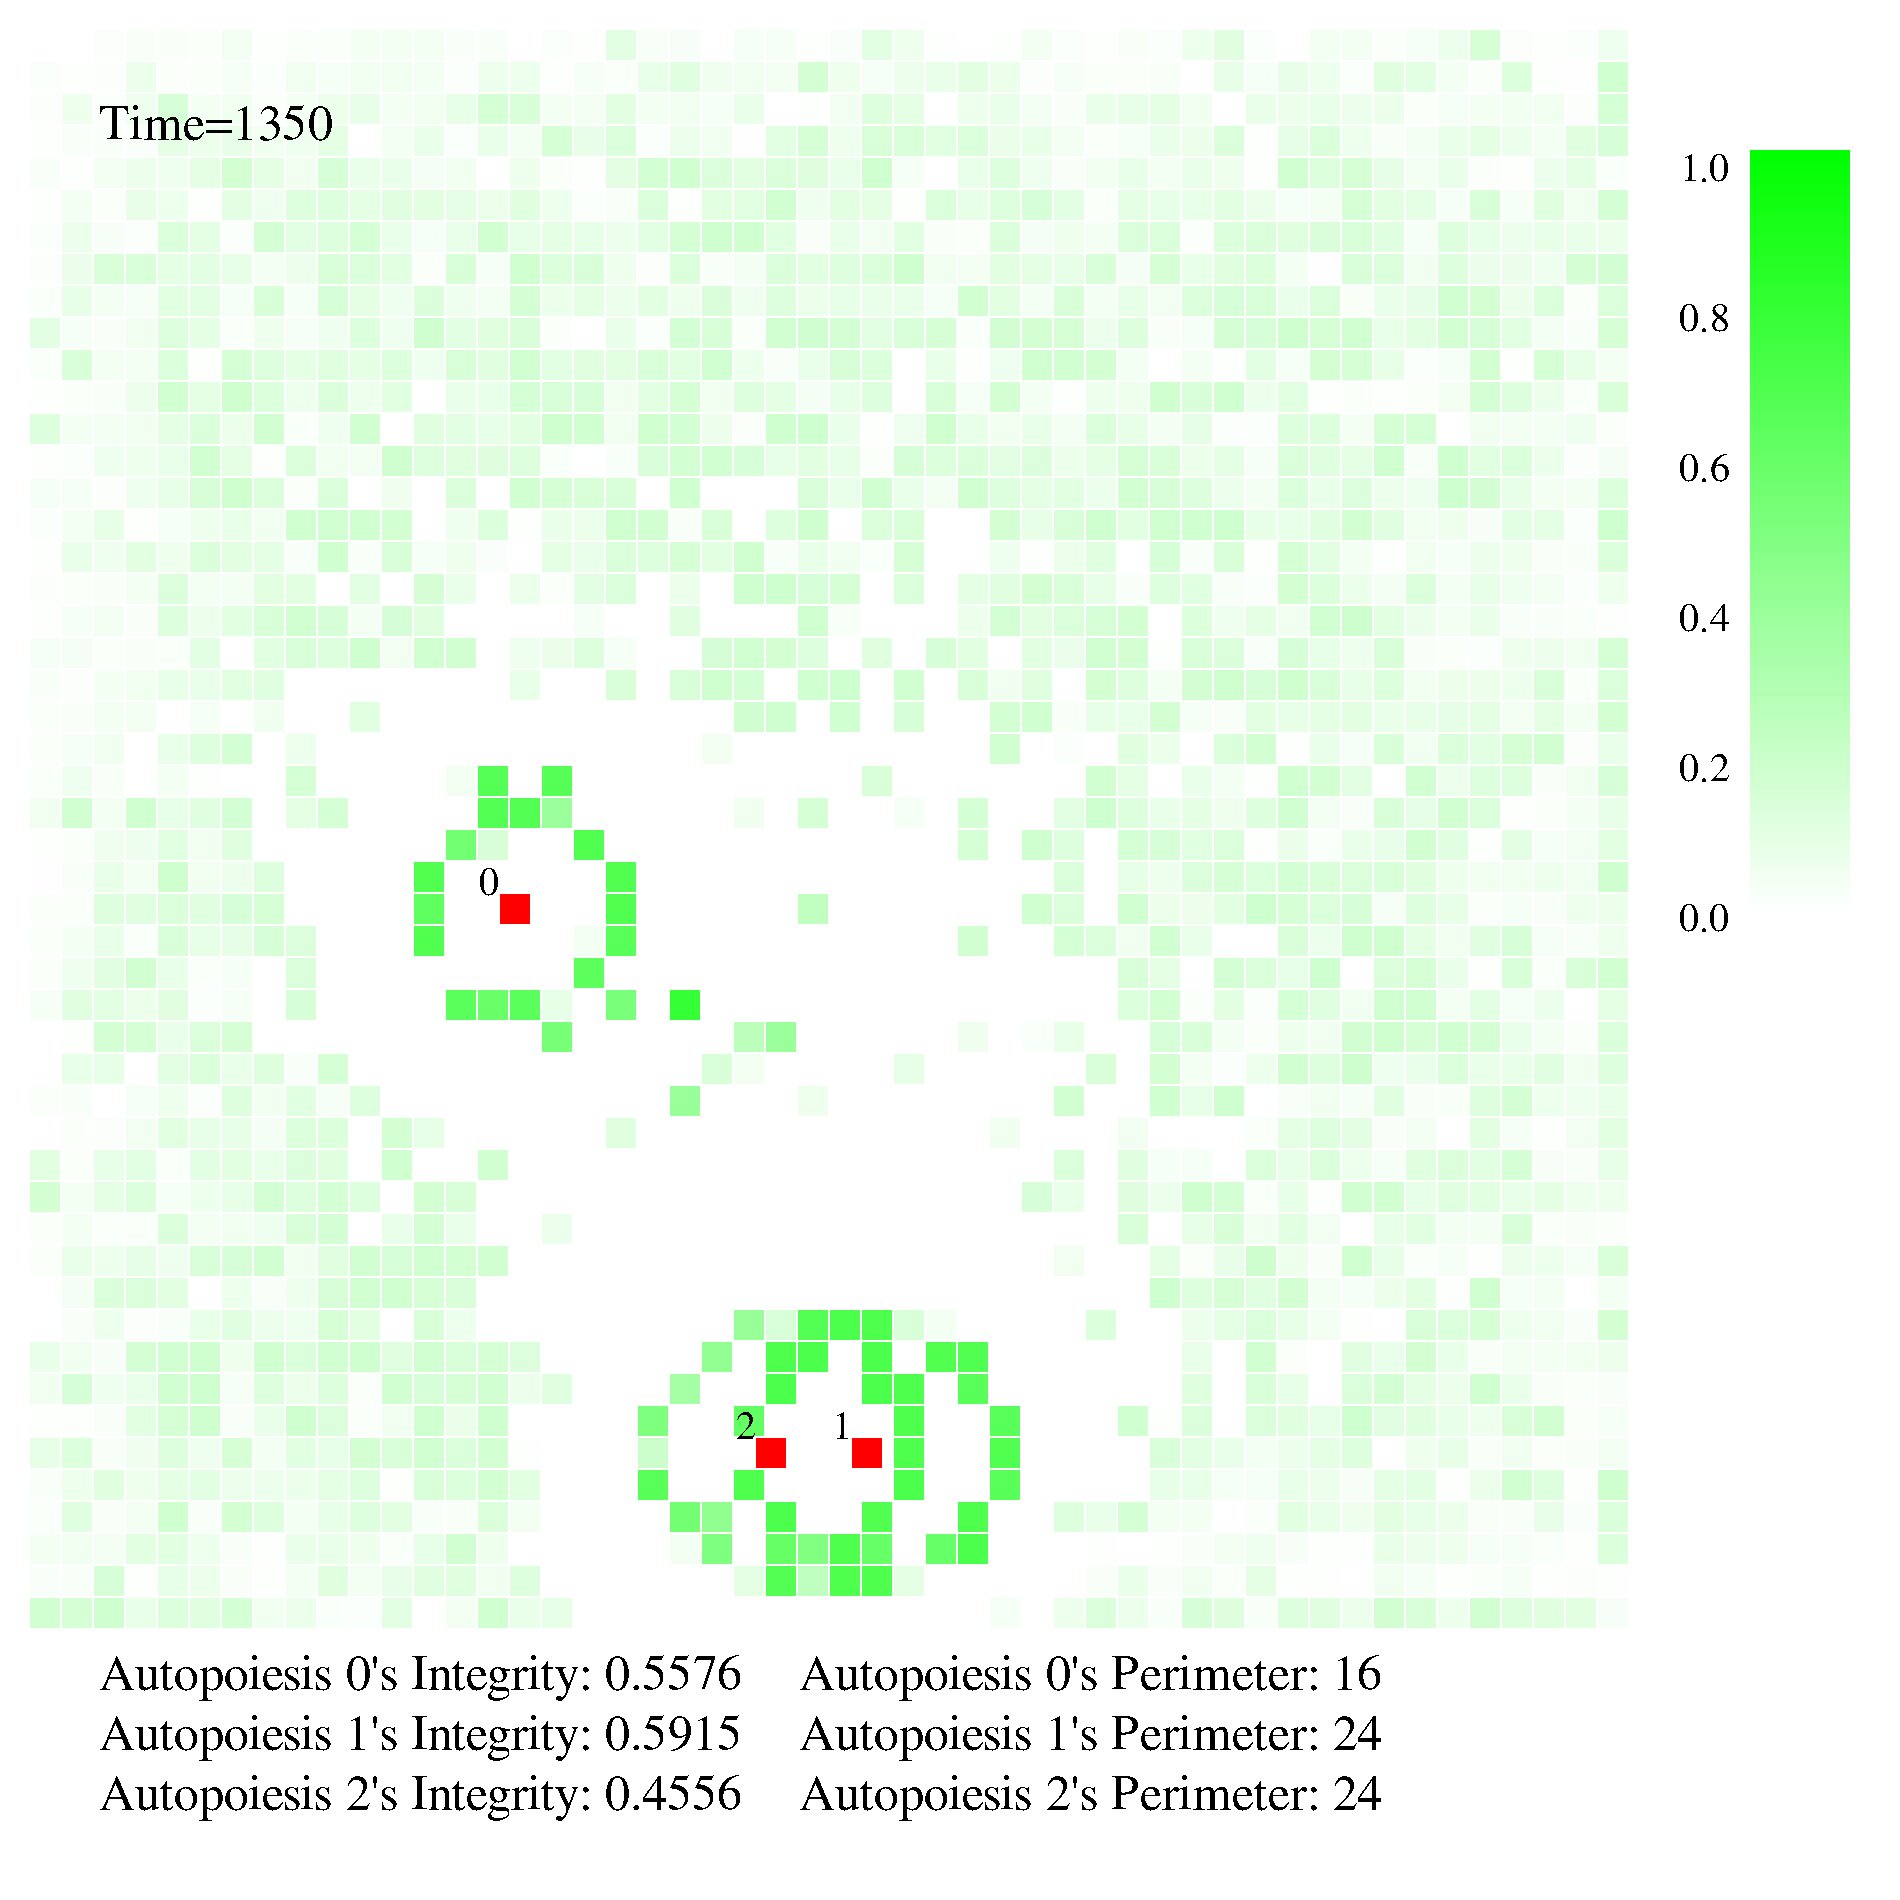 Time=1350
1.0
0.8
0.6
0.4
0.2
0.0
0
2 1
Autopoiesis 0's Integrity: 0.5576 Autopoiesis 0's Perimeter: 16
Autopoiesis 1's Integrity: 0.5915 Autopoiesis 1's Perimeter: 24
Autopoiesis 2's Integrity: 0.4556 Autopoiesis 2's Perimeter: 24